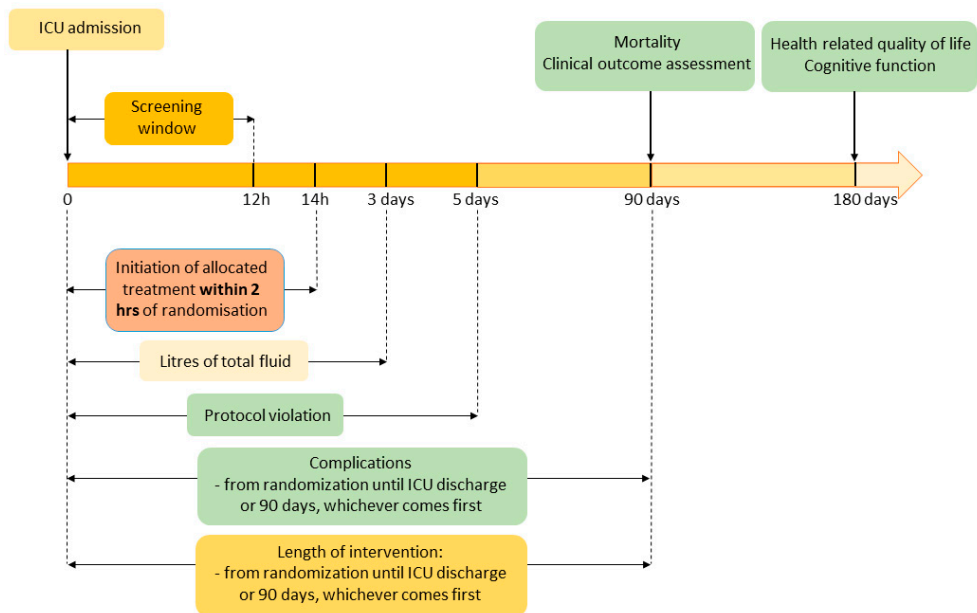 ICU admission
Mortality
Clinical outcome assessment
Health related quality of life
Cognitive function
Screening
window
0
12h
14h
3 days
5 days
90 days
180 days
Initiation of allocated
treatment within 2
hrs of randomisation
Litres of total fluid
Protocol violation
Complications
- from randomization until ICU discharge
or 90 days, whichever comes first
Length of intervention:
- from randomization until ICU discharge
or 90 days, whichever comes first